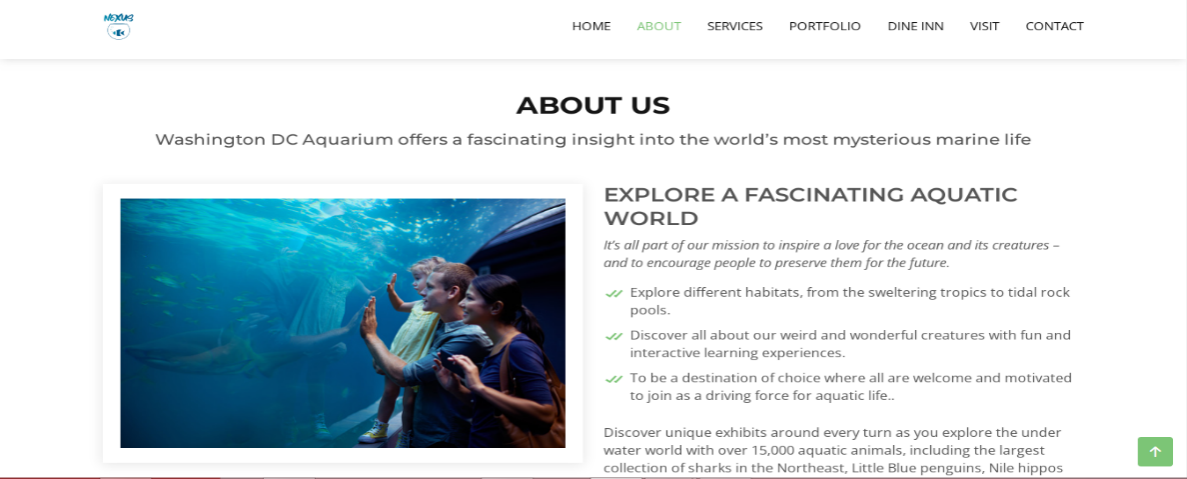 NEXUS
HOME ABOUT SERVICES PORTFOLIO DINE INN VISIT CONTACT
ABOUT US
Washington DC Aquarium offers a fascinating insight into the world’s most mysterious marine life
EXPLORE A FASCINATING AQUATIC
WORLD
It’s all part of our mission to inspire a love for the ocean and its creatures –
and to encourage people to preserve them for the future.
Explore different habitats, from the sweltering tropics to tidal rock
pools.
Discover all about our weird and wonderful creatures with fun and
interactive learning experiences.
To be a destination of choice where all are welcome and motivated
to join as a driving force for aquatic life..
Discover unique exhibits around every turn as you explore the under
water world with over 15,000 aquatic animals, including the largest
collection of sharks in the Northeast, Little Blue penguins, Nile hippos